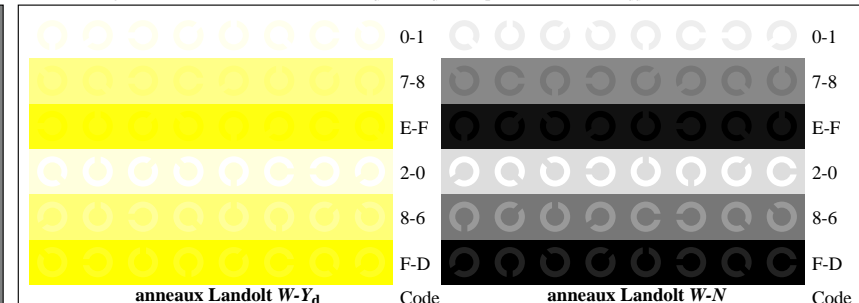 0-1 0-1
7-8 7-8
E-F E-F
2-0 2-0
8-6 8-6
F-D F-D
anneaux Landolt W-Yd Code anneaux Landolt W-N Code